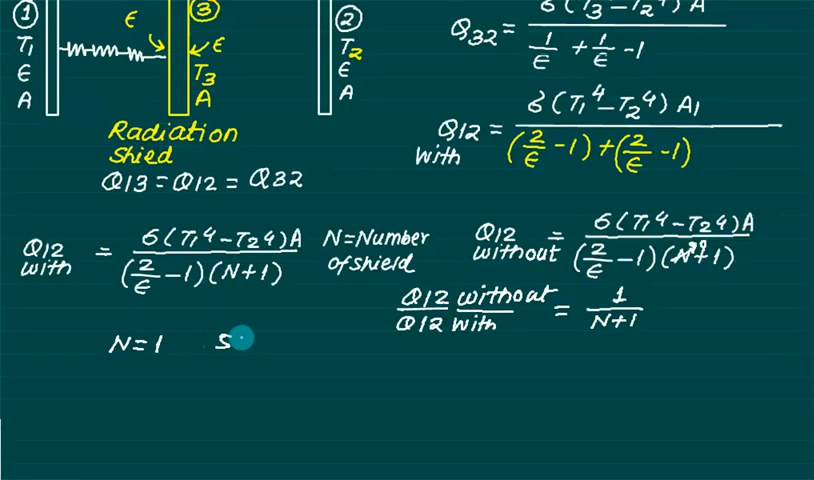 ① ③ ②
T1 ϵ ϵ T2
ϵ T3 ϵ
A A A
Radiation
Shied
Q13 = Q12 = Q32
Q32 = 6(T3 – T2⁴) A / (1/ϵ + 1/ϵ - 1)
Q12 with = 6(T1⁴ – T2⁴) A1 / (2/ϵ - 1) + (2/ϵ - 1)
Q12 with = 6(T1⁴ – T2⁴) A / (2/ϵ - 1)(N+1)
N = Number
of shield
Q12 without = 6(T1⁴ – T2⁴) A / (2/ϵ - 1)(N+1)
Q12 without / Q12 with = 1 / N+1
N = 1 S